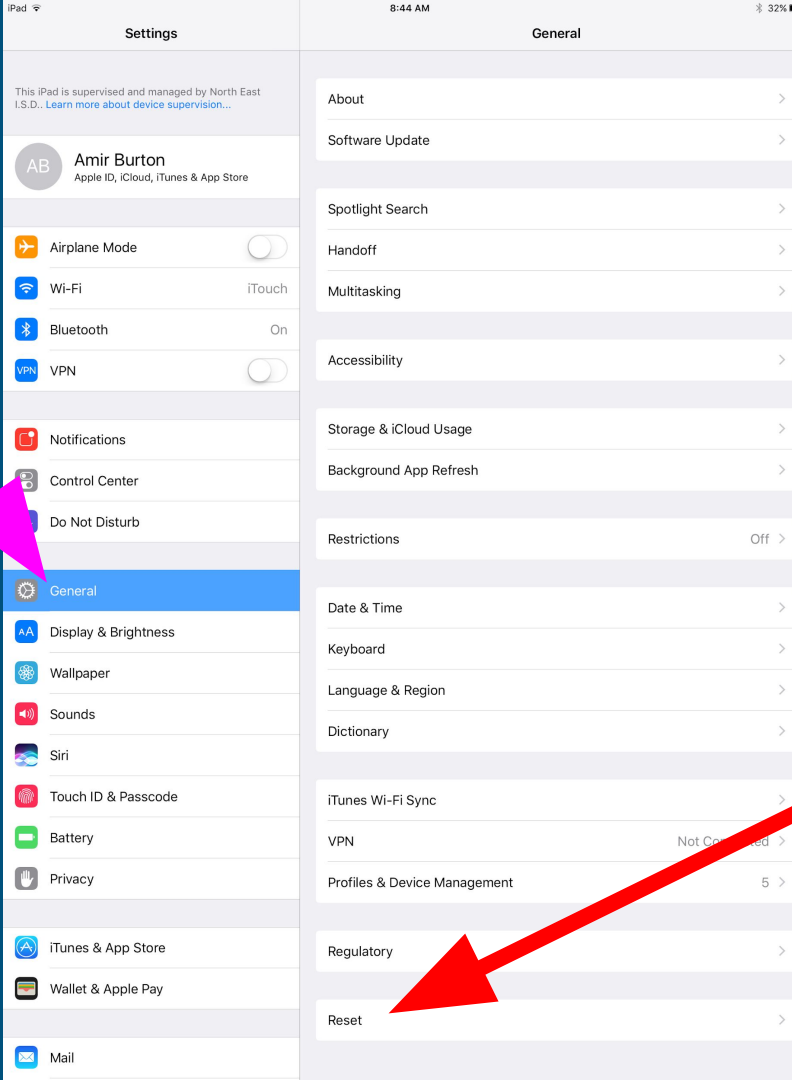 iPad
8:44 AM
32%
Settings
General
This iPad is supervised and managed by North East
I.S.D.. Learn more about device supervision...
AB
Amir Burton
Apple ID, iCloud, iTunes & App Store
Airplane Mode
Wi-Fi iTouch
Bluetooth On
VPN VPN
Notifications
Control Center
Do Not Disturb
General
AA Display & Brightness
Wallpaper
Sounds
Siri
Touch ID & Passcode
Battery
Privacy
iTunes & App Store
Wallet & Apple Pay
Mail
About
Software Update
Spotlight Search
Handoff
Multitasking
Accessibility
Storage & iCloud Usage
Background App Refresh
Restrictions Off
Date & Time
Keyboard
Language & Region
Dictionary
iTunes Wi-Fi Sync
VPN Not
Profiles & Device Management 5
Regulatory
Reset